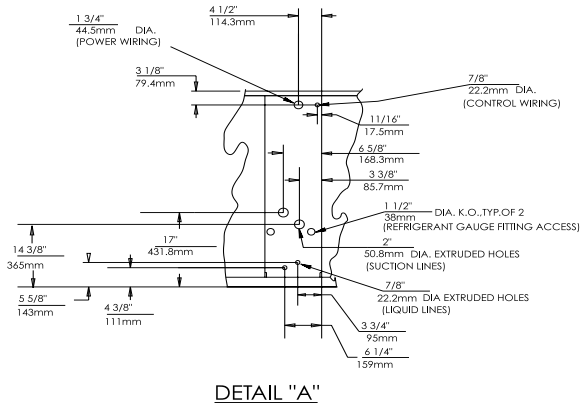 4 1/2"
114.3mm
1 3/4"
44.5mm DIA.
(POWER WIRING)
3 1/8"
79.4mm
7/8"
22.2mm DIA.
(CONTROL WIRING)
11/16"
17.5mm
6 5/8"
168.3mm
3 3/8"
85.7mm
1 1/2"
38mm DIA. K.O.,TYP.OF 2
(REFRIGERANT GAUGE FITTING ACCESS)
17"
431.8mm
2"
50.8mm DIA. EXTRUDED HOLES
(SUCTION LINES)
14 3/8"
365mm
7/8"
22.2mm DIA EXTRUDED HOLES
(LIQUID LINES)
5 5/8"
143mm
4 3/8"
111mm
3 3/4"
95mm
6 1/4"
159mm
DETAIL "A"